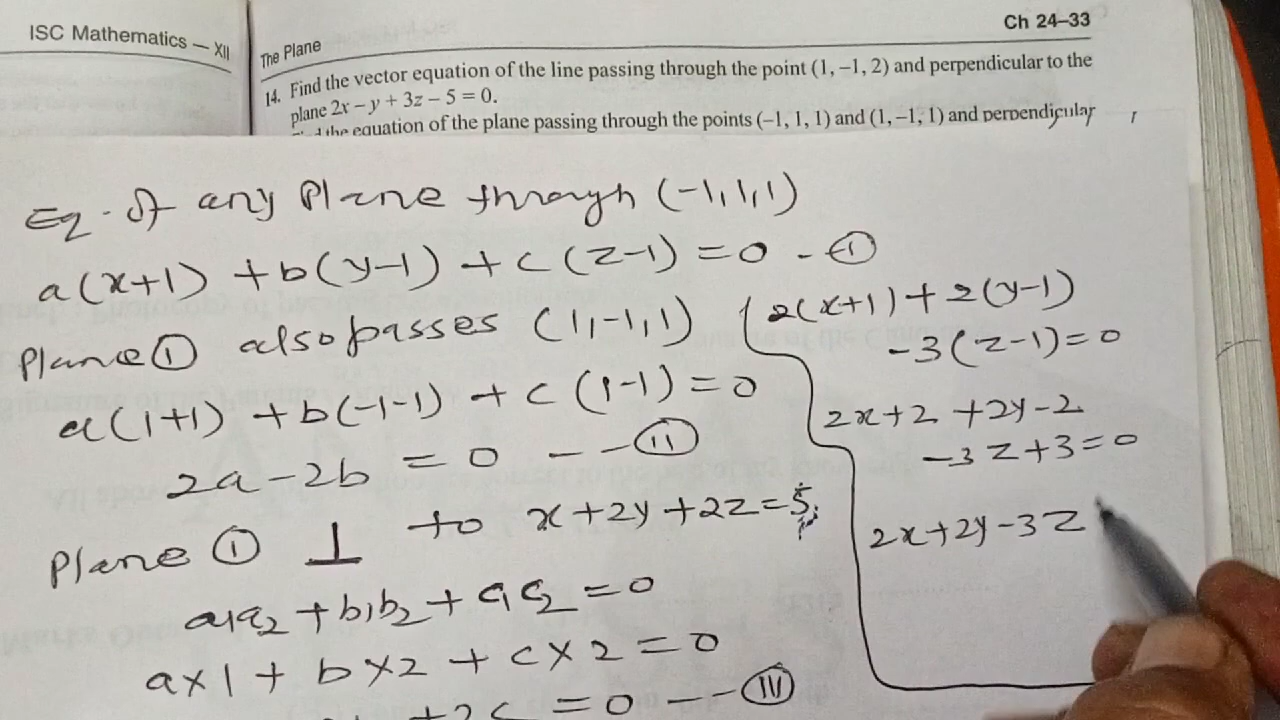 ISC Mathematics — XII
The Plane
Ch 24–33
14. Find the vector equation of the line passing through the point (1, –1, 2) and perpendicular to the
plane 2x – y + 3z – 5 = 0.
the equation of the plane passing through the points (–1, 1, 1) and (1, –1, 1) and perpendicular
Eq. of any Plane through (-1,1,1)
a(x+1) + b(y-1) + c(z-1) = 0 - ①
Plane ① also passes (1,-1,1)
a(1+1) + b(-1-1) + c(1-1) = 0
2a - 2b = 0 -- Ⅱ
Plane ① ⊥ to x+2y+2z=5
a1a2 + b1b2 + c1c2 = 0
a×1 + b×2 + c×2 = 0
+2c = 0 -- Ⅲ
2(x+1) + 2(y-1)
-3(z-1) = 0
2x+2 +2y-2
-3z+3=0
2x+2y-3z